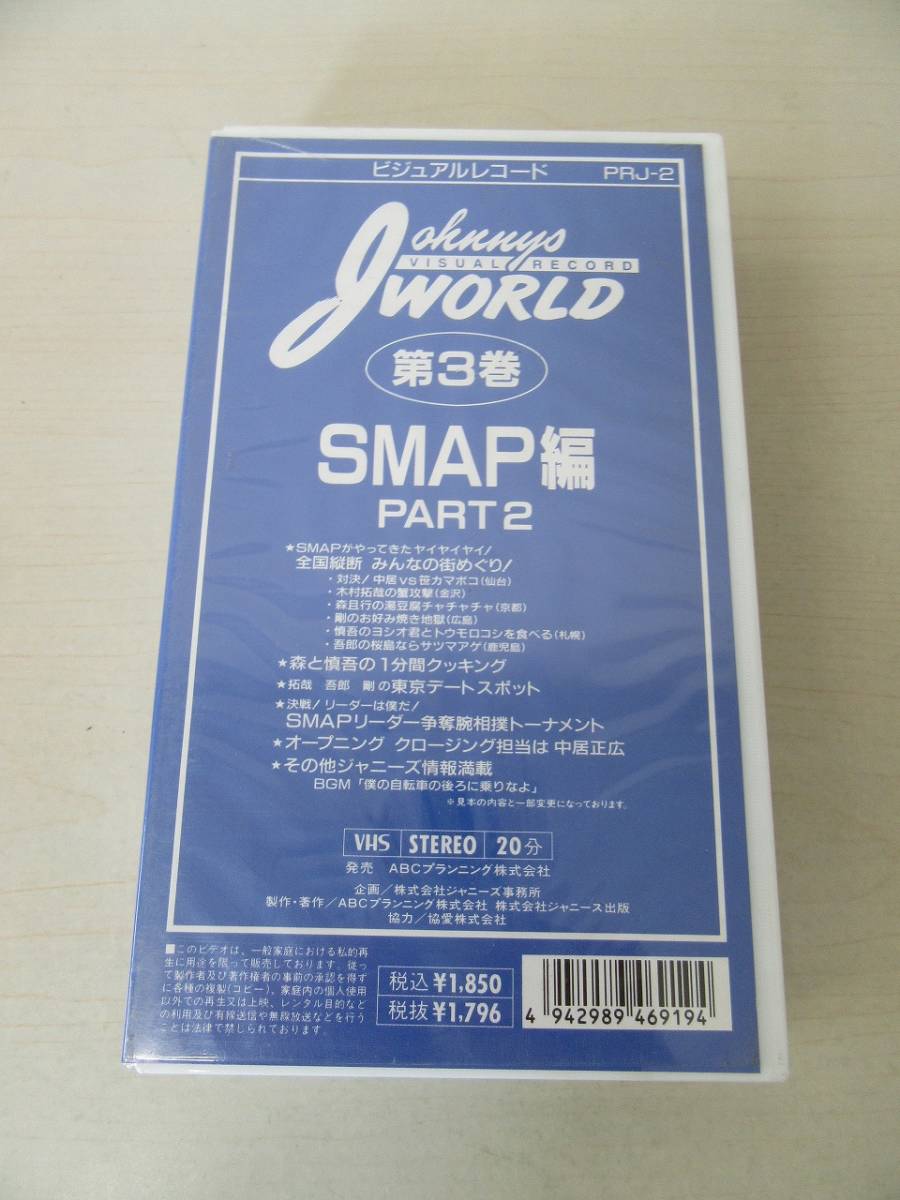 ビジュアルレコード PRJ-2
Johnnys
VISUAL RECORD
WORLD
第3巻
SMAP編
PART2
★SMAPがやってきたヤイヤイヤイ!
全国縦断 みんなの街めぐり!
・対決!中居vs笹カマボコ(仙台)
・木村拓哉の蟹攻撃(金沢)
・森且行の湯豆腐チャチャチャ(京都)
・剛のお好み焼き地獄(広島)
・慎吾のヨシオ君とトウモロコシを食べる(札幌)
・吾郎の桜島ならサツマアゲ(鹿児島)
★森と慎吾の1分間クッキング
★拓哉 吾郎 剛の東京デートスポット
★決戦!リーダーは僕だ!
SMAPリーダー争奪腕相撲トーナメント
★オープニング クロージング担当は 中居正広
★その他ジャニーズ情報満載
BGM「僕の自転車の後ろに乗りなよ」
※見本の内容と一部変更になっております。
VHS STEREO 20分
発売 ABCプランニング株式会社
企画/株式会社ジャニーズ事務所
製作・著作/ABCプランニング株式会社 株式会社ジャニース出版
協力/協愛株式会社
■このビデオは、一般家庭における私的再
生に用途を限って販売しております。従っ
て製作者及び著作権者の事前の承認を得ず
に各種の複製(コピー)、家庭内の個人使用
以外での再生又は上映、レンタル目的など
の利用及び有線送信や無線放送などを行う
ことは法律で禁じられております。
税込 ¥1,850
税抜 ¥1,796
4 942989 469194